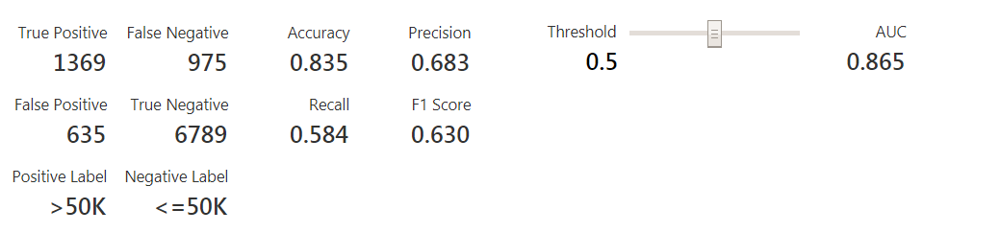 True Positive False Negative Accuracy Precision Threshold AUC
1369 975 0.835 0.683 0.5 0.865
False Positive True Negative Recall F1 Score
635 6789 0.584 0.630
Positive Label Negative Label
>50K <=50K